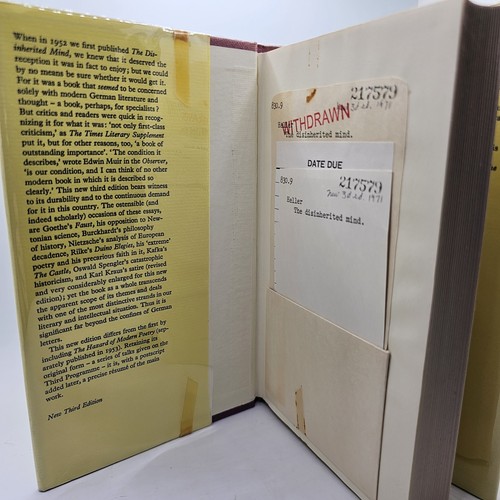 When in 1952 we first published The Dis-
inherited Mind, we knew that it deserved the
reception it was in fact to enjoy; but we could
by no means be sure whether it would get it.
For it was a book that seemed to be concerned
solely with modern German literature and
thought – a book, perhaps, for specialists?
But critics and readers were quick in recog-
nizing it for what it was: 'not only first-class
criticism,' as The Times Literary Supplement
put it, but for other reasons, too, 'a book of
outstanding importance'. 'The condition it
describes,' wrote Edwin Muir in the Observer,
'is our condition, and I can think of no other
modern book in which it is described so
clearly.' This new third edition bears witness
to its durability and to the continuous demand
for it in this country. The ostensible (and
indeed scholarly) occasions of these essays,
are Goethe's Faust, his opposition to New-
tonian science, Burckhardt's philosophy
of history, Nietzsche's analysis of European
decadence, Rilke's Duino Elegies, his 'extreme'
poetry and his precarious faith in it, Kafka's
The Castle, Oswald Spengler's catastrophic
historicism, and Karl Kraus's satire (revised
and very considerably enlarged for this new
edition); yet the book as a whole transcends
the apparent scope of its themes and deals
with one of the most distinctive strands in our
literary and intellectual situation. Thus it is
significant far beyond the confines of German
letters.
This new edition differs from the first by
including The Hazard of Modern Poetry (sep-
arately published in 1953). Retaining its
original form – a series of talks given on the
Third Programme – it is, with a postscript
added later, a precise résumé of the main
work.
New Third Edition
217579
830.9
3d ed. 1971
WITHDRAWN
The disinherited mind.
DATE DUE
830.9
217579
3d ed. 1971
Heller
The disinherited mind.